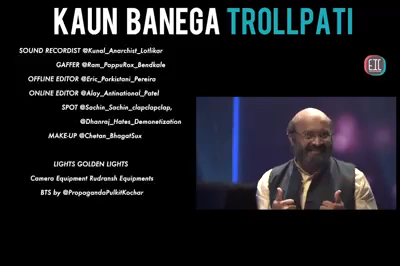 KAUN BANEGA TROLLPATI
EIC
SOUND RECORDIST @Kunal_Anarchist_Lotlikar
GAFFER @Ram_PappuRox_Bendkale
OFFLINE EDITOR @Eric_Porkistani_Pereira
ONLINE EDITOR @Alay_Antinational_Patel
SPOT @Sachin_Sachin_clapclapclap,
@Dhanraj_Hates_Demonetization
MAKE-UP @Chetan_BhagatSux
LIGHTS GOLDEN LIGHTS
Camera Equipment Rudransh Equipments
BTS by @PropagandaPulkitKochar